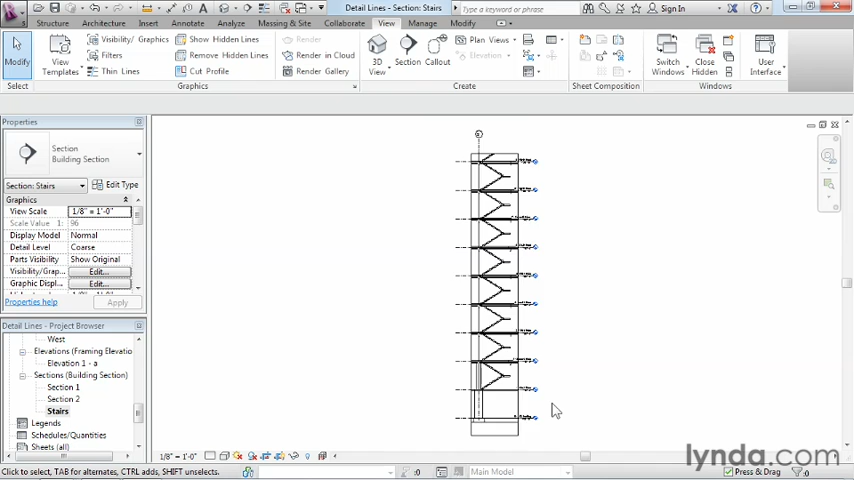 Detail Lines - Section: Stairs
Type a keyword or phrase
Sign In
Structure Architecture Insert Annotate Analyze Massing & Site Collaborate View Manage Modify
Modify
View Templates
Visibility/ Graphics
Filters
Thin Lines
Show Hidden Lines
Remove Hidden Lines
Cut Profile
Render
Render in Cloud
Render Gallery
3D View
Section
Callout
Plan Views
Elevation
Switch Windows
Close Hidden
User Interface
Select Graphics Create Sheet Composition Windows
Properties
Section
Building Section
Section: Stairs
Edit Type
Graphics
View Scale 1/8" = 1'-0"
Scale Value 1: 96
Display Model Normal
Detail Level Coarse
Parts Visibility Show Original
Visibility/Grap... Edit...
Graphic Displ... Edit...
Properties help
Apply
Detail Lines - Project Browser
West
Elevations (Framing Elevatio
Elevation 1 - a
Sections (Building Section)
Section 1
Section 2
Stairs
Legends
Schedules/Quantities
Sheets (all)
1/8" = 1'-0"
Click to select, TAB for alternates, CTRL adds, SHIFT unselects.
:0
Main Model
Press & Drag
:0
lynda.com